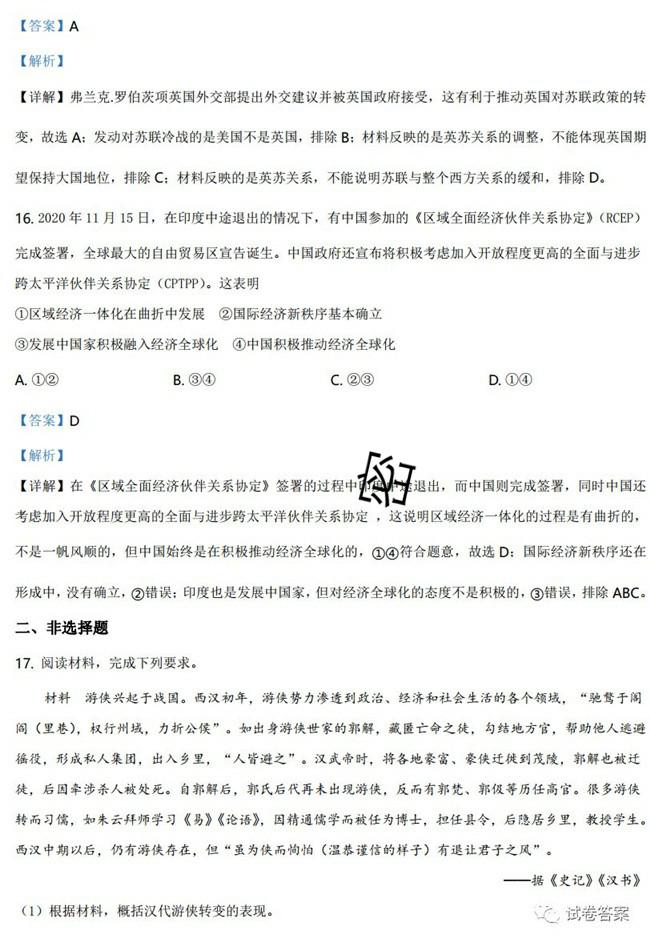 【答案】A
【解析】
【详解】弗兰克.罗伯茨项英国外交部提出外交建议并被英国政府接受，这有利于推动英国对苏联政策的转
变，故选 A；发动对苏联冷战的是美国不是英国，排除 B；材料反映的是英苏关系的调整，不能体现英国期
望保持大国地位，排除 C；材料反映的是英苏关系，不能说明苏联与整个西方关系的缓和，排除 D。
16. 2020 年 11 月 15 日，在印度中途退出的情况下，有中国参加的《区域全面经济伙伴关系协定》（RCEP）
完成签署，全球最大的自由贸易区宣告诞生。中国政府还宣布将积极考虑加入开放程度更高的全面与进步
跨太平洋伙伴关系协定（CPTPP）。这表明
①区域经济一体化在曲折中发展 ②国际经济新秩序基本确立
③发展中国家积极融入经济全球化 ④中国积极推动经济全球化
A. ①② B. ③④ C. ②③ D. ①④
【答案】D
【解析】
密
【详解】在《区域全面经济伙伴关系协定》签署的过程中印度中途退出，而中国则完成签署，同时中国还
考虑加入开放程度更高的全面与进步跨太平洋伙伴关系协定 ，这说明区域经济一体化的过程是有曲折的，
不是一帆风顺的，但中国始终是在积极推动经济全球化的，①④符合题意，故选 D；国际经济新秩序还在
形成中，没有确立，②错误；印度也是发展中国家，但对经济全球化的态度不是积极的，③错误，排除 ABC。
二、非选择题
17. 阅读材料，完成下列要求。
材料 游侠兴起于战国。西汉初年，游侠势力渗透到政治、经济和社会生活的各个领域，“驰骛于阎
阎（里巷），权行州域，力折公侯”。如出身游侠世家的郭解，藏匿亡命之徒，勾结地方官，帮助他人逃避
徭役，形成私人集团，出入乡里，“人皆避之”。汉武帝时，将各地豪富、豪侠迁徙到茂陵，郭解也被迁
徙，后因牵涉杀人被处死。自郭解后，郭氏后代再未出现游侠，反而有郭梵、郭伋等历任高官。很多游侠
转而习儒，如朱云拜师学习《易》《论语》，因精通儒学而被任为博士，担任县令，后隐居乡里，教授学生。
西汉中期以后，仍有游侠存在，但“虽为侠而恂恂（温恭谨信的样子）有退让君子之风”。
——据《史记》《汉书》
（1）根据材料，概括汉代游侠转变的表现。
试卷答案